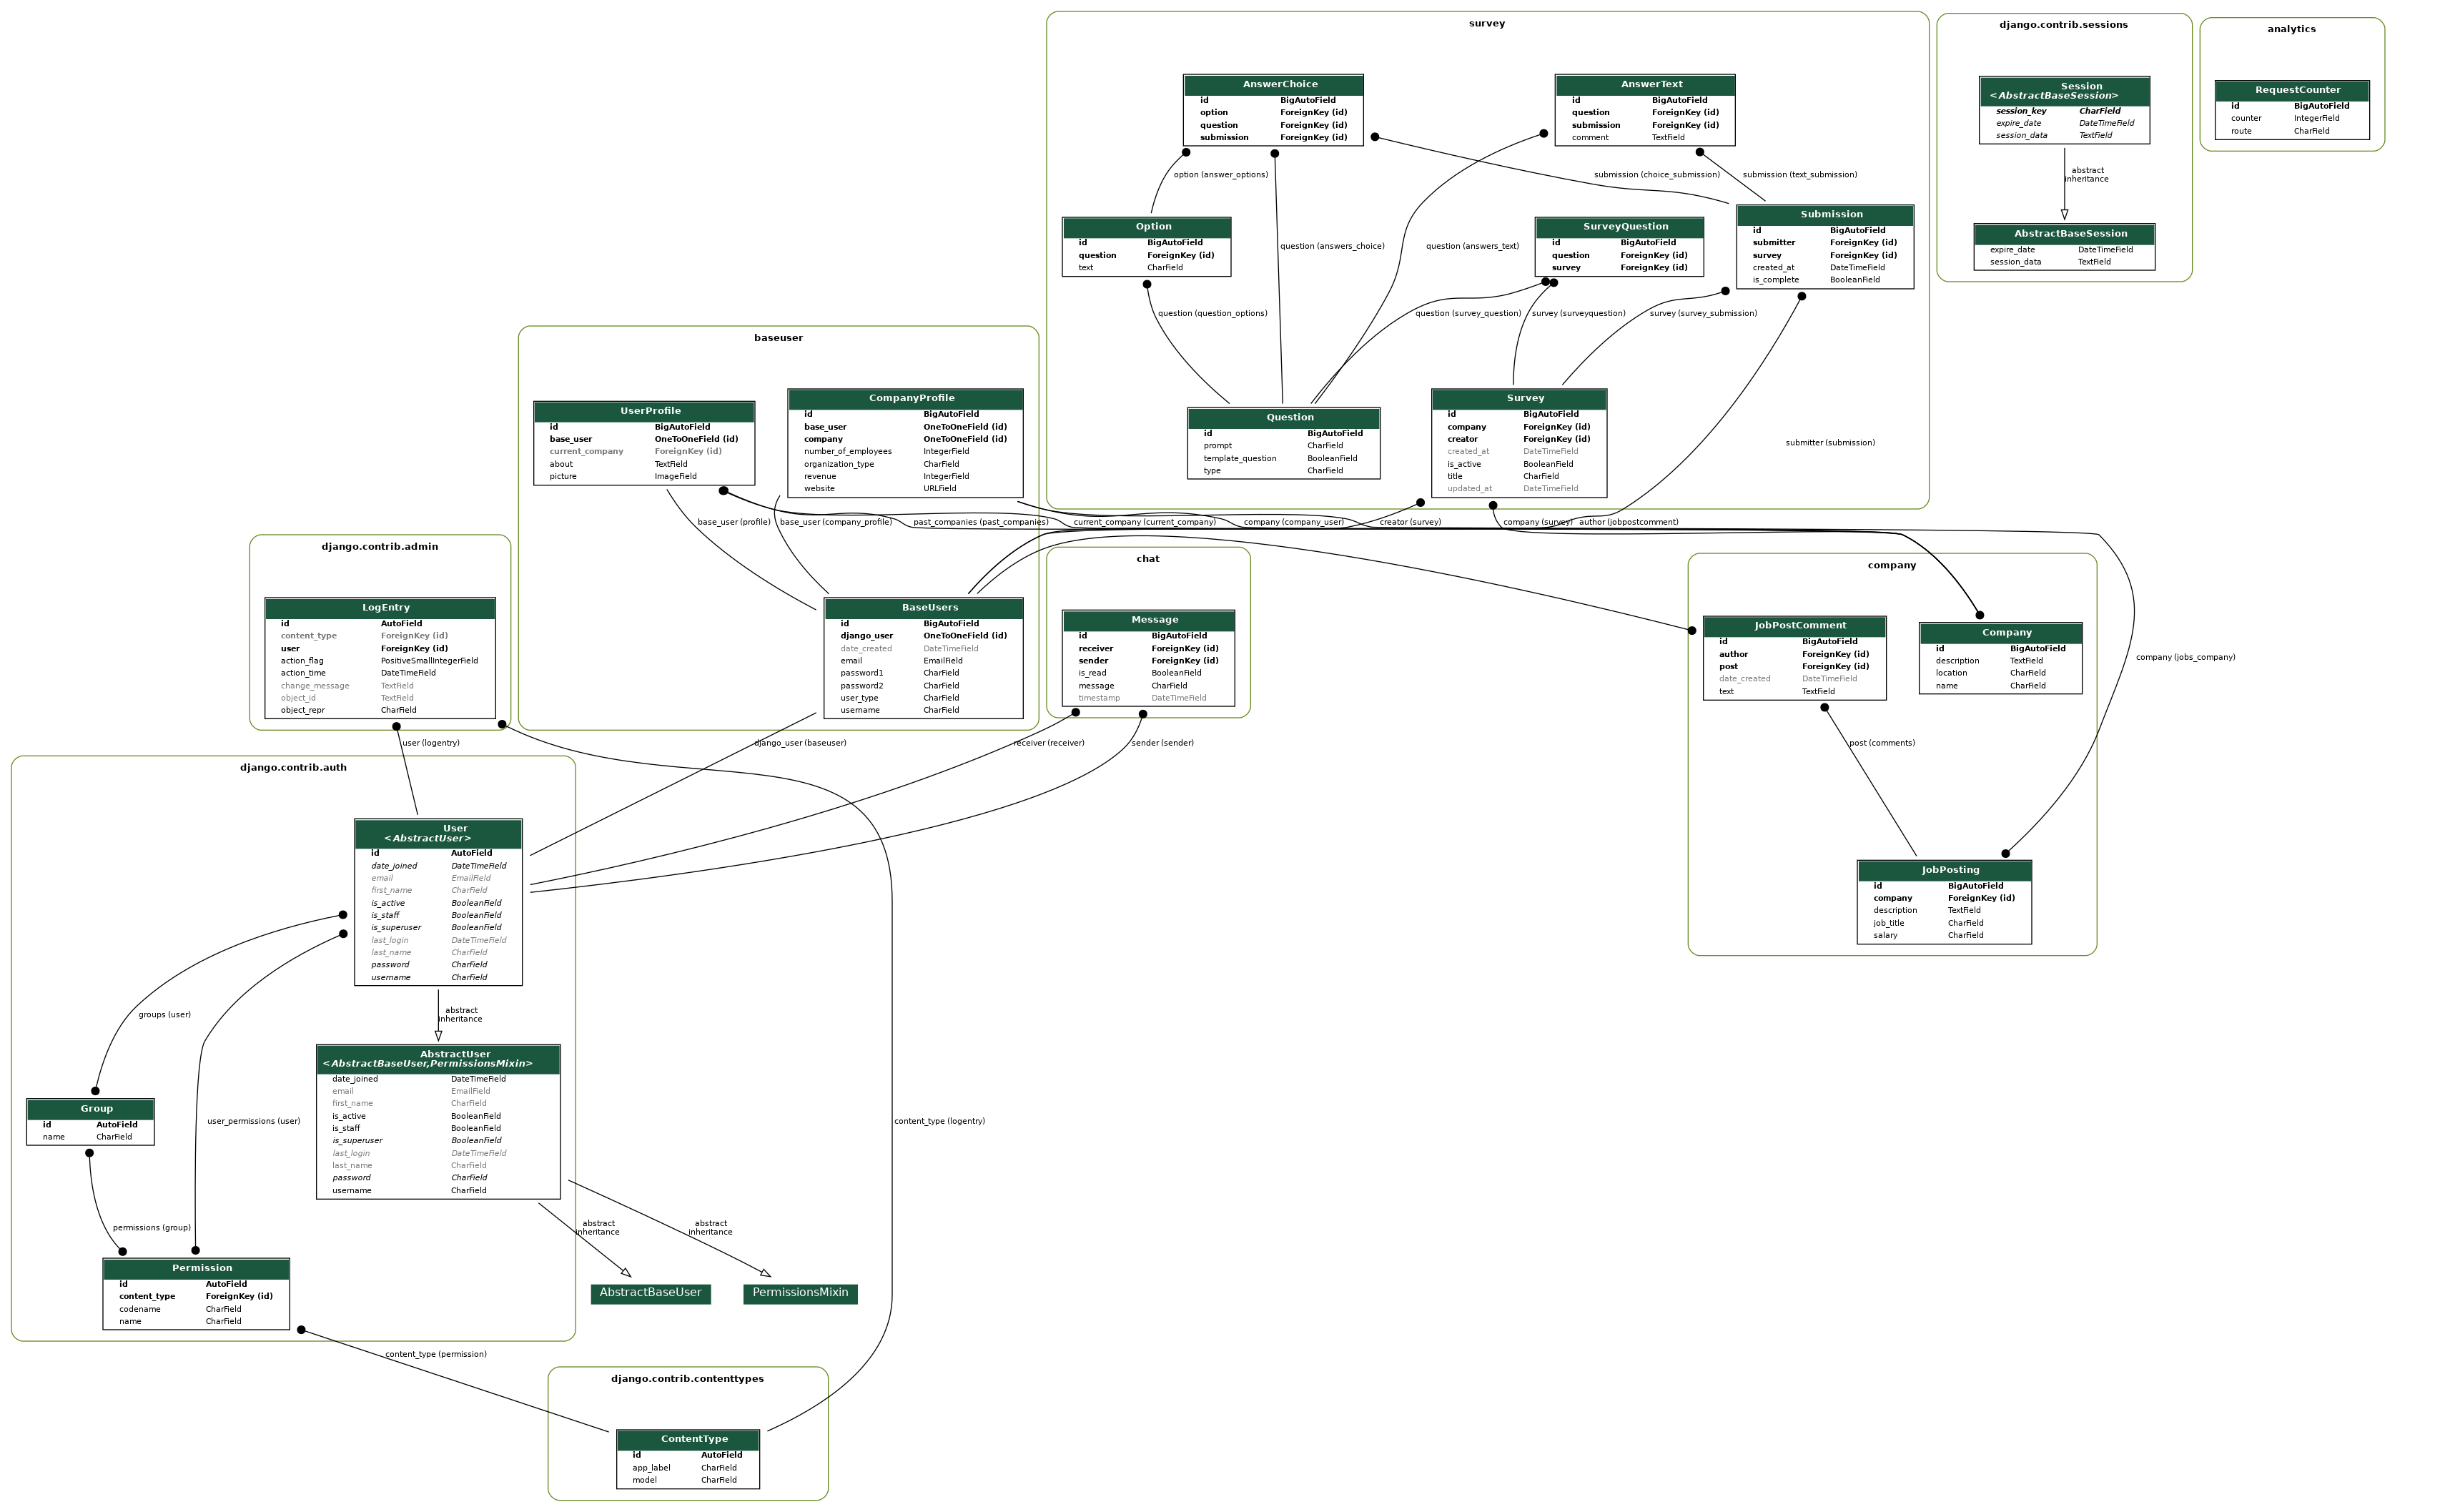 survey
AnswerChoice
id BigAutoField
option ForeignKey (id)
question ForeignKey (id)
submission ForeignKey (id)
AnswerText
id BigAutoField
question ForeignKey (id)
submission ForeignKey (id)
comment TextField
option (answer_options)
submission (choice_submission)
submission (text_submission)
Option
id BigAutoField
question ForeignKey (id)
text CharField
question (answers_choice)
question (answers_text)
SurveyQuestion
id BigAutoField
question ForeignKey (id)
survey ForeignKey (id)
Submission
id BigAutoField
submitter ForeignKey (id)
survey ForeignKey (id)
created_at DateTimeField
is_complete BooleanField
question (question_options)
question (survey_question)
survey (surveyquestion)
survey (survey_submission)
Question
id BigAutoField
prompt CharField
template_question BooleanField
type CharField
Survey
id BigAutoField
company ForeignKey (id)
creator ForeignKey (id)
created_at DateTimeField
is_active BooleanField
title CharField
updated_at DateTimeField
submitter (submission)
django.contrib.sessions
Session
<AbstractBaseSession>
session_key CharField
expire_date DateTimeField
session_data TextField
abstract
inheritance
AbstractBaseSession
expire_date DateTimeField
session_data TextField
analytics
RequestCounter
id BigAutoField
counter IntegerField
route CharField
baseuser
UserProfile
id BigAutoField
base_user OneToOneField (id)
current_company ForeignKey (id)
about TextField
picture ImageField
CompanyProfile
id BigAutoField
base_user OneToOneField (id)
company OneToOneField (id)
number_of_employees IntegerField
organization_type CharField
revenue IntegerField
website URLField
base_user (profile)
base_user (company_profile)
past_companies (past_companies)
current_company (current_company)
company (company_user)
creator (survey)
company (survey)
author (jobpostcomment)
BaseUsers
id BigAutoField
django_user OneToOneField (id)
date_created DateTimeField
email EmailField
password1 CharField
password2 CharField
user_type CharField
username CharField
django.contrib.admin
LogEntry
id AutoField
content_type ForeignKey (id)
user ForeignKey (id)
action_flag PositiveSmallIntegerField
action_time DateTimeField
change_message TextField
object_id TextField
object_repr CharField
chat
Message
id BigAutoField
receiver ForeignKey (id)
sender ForeignKey (id)
is_read BooleanField
message CharField
timestamp DateTimeField
company
JobPostComment
id BigAutoField
author ForeignKey (id)
post ForeignKey (id)
date_created DateTimeField
text TextField
Company
id BigAutoField
description TextField
location CharField
name CharField
company (jobs_company)
post (comments)
JobPosting
id BigAutoField
company ForeignKey (id)
description TextField
job_title CharField
salary CharField
user (logentry)
django_user (baseuser)
receiver (receiver)
sender (sender)
django.contrib.auth
User
<AbstractUser>
id AutoField
date_joined DateTimeField
email EmailField
first_name CharField
is_active BooleanField
is_staff BooleanField
is_superuser BooleanField
last_login DateTimeField
last_name CharField
password CharField
username CharField
groups (user)
abstract
inheritance
AbstractUser
<AbstractBaseUser,PermissionsMixin>
date_joined DateTimeField
email EmailField
first_name CharField
is_active BooleanField
is_staff BooleanField
is_superuser BooleanField
last_login DateTimeField
last_name CharField
password CharField
username CharField
Group
id AutoField
name CharField
user_permissions (user)
content_type (logentry)
permissions (group)
abstract
inheritance
abstract
inheritance
Permission
id AutoField
content_type ForeignKey (id)
codename CharField
name CharField
AbstractBaseUser
PermissionsMixin
content_type (permission)
django.contrib.contenttypes
ContentType
id AutoField
app_label CharField
model CharField